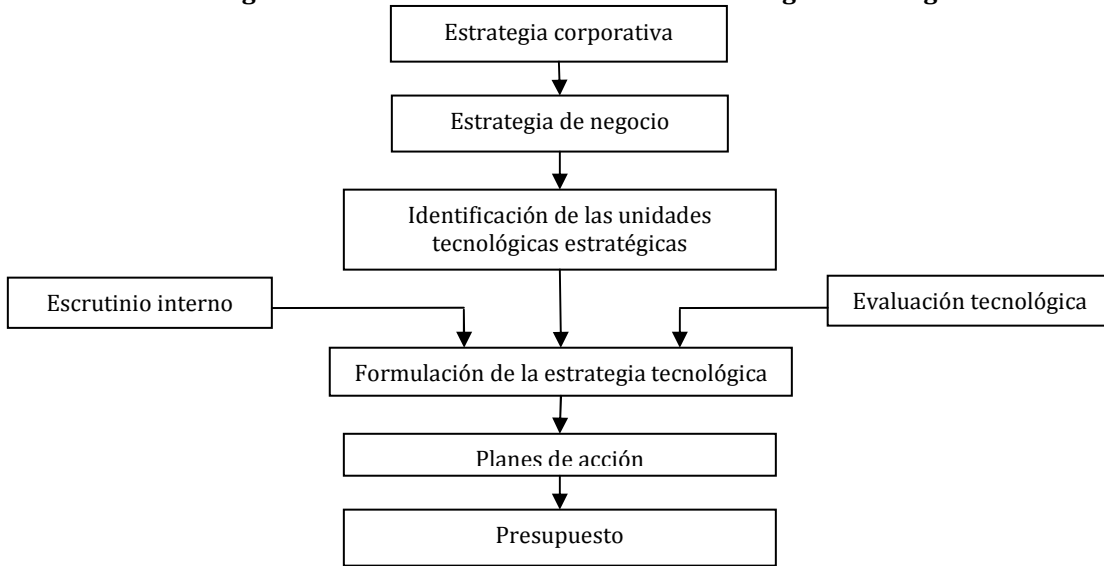 Estrategia corporativa
Estrategia de negocio
Identificación de las unidades
tecnológicas estratégicas
Escrutinio interno
Evaluación tecnológica
Formulación de la estrategia tecnológica
Planes de acción
Presupuesto